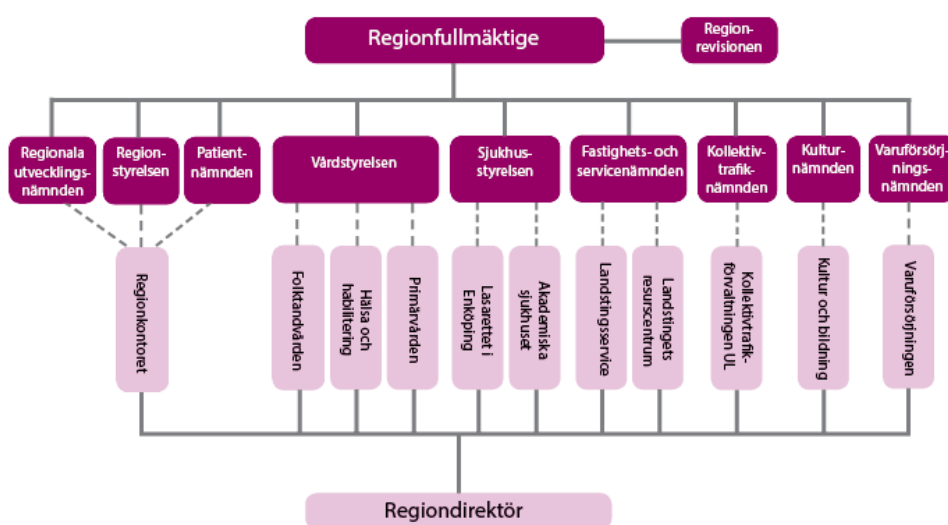 Regionfullmäktige
Region-
revisionen
Regionala
utvecklings-
nämnden
Region-
styrelsen
Patient-
nämnden
Vårdstyrelsen
Sjukhus-
styrelsen
Fastighets- och
servicenämnden
Kollektiv-
trafik-
nämnden
Kultur-
nämnden
Varuförsörj-
nings-
nämnden
Regionkontoret
Folktandvården
Hälsa och
habilitering
Primärvården
Lasarettet i
Enköping
Akademiska
sjukhuset
Landstingsservice
Landstingets
resurscentrum
Kollektivtrafik-
förvaltningen UL
Kultur och bildning
Varuförsörjningen
Regiondirektör